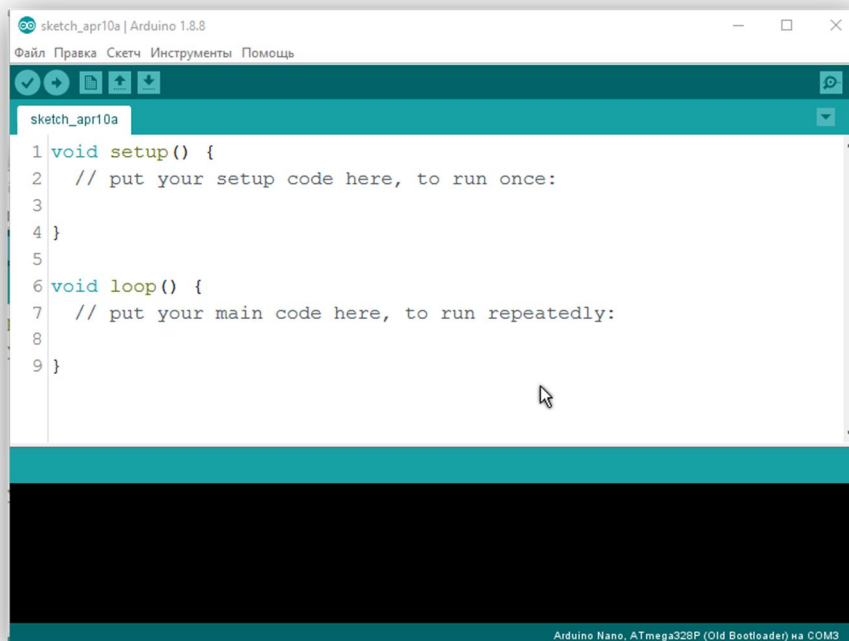 sketch_apr10a | Arduino 1.8.8
Файл Правка Скетч Инструменты Помощь
sketch_apr10a
1 void setup() {
2 // put your setup code here, to run once:
3
4 }
5
6 void loop() {
7 // put your main code here, to run repeatedly:
8
9 }
Arduino Nano, ATmega328P (Old Bootloader) на COM3